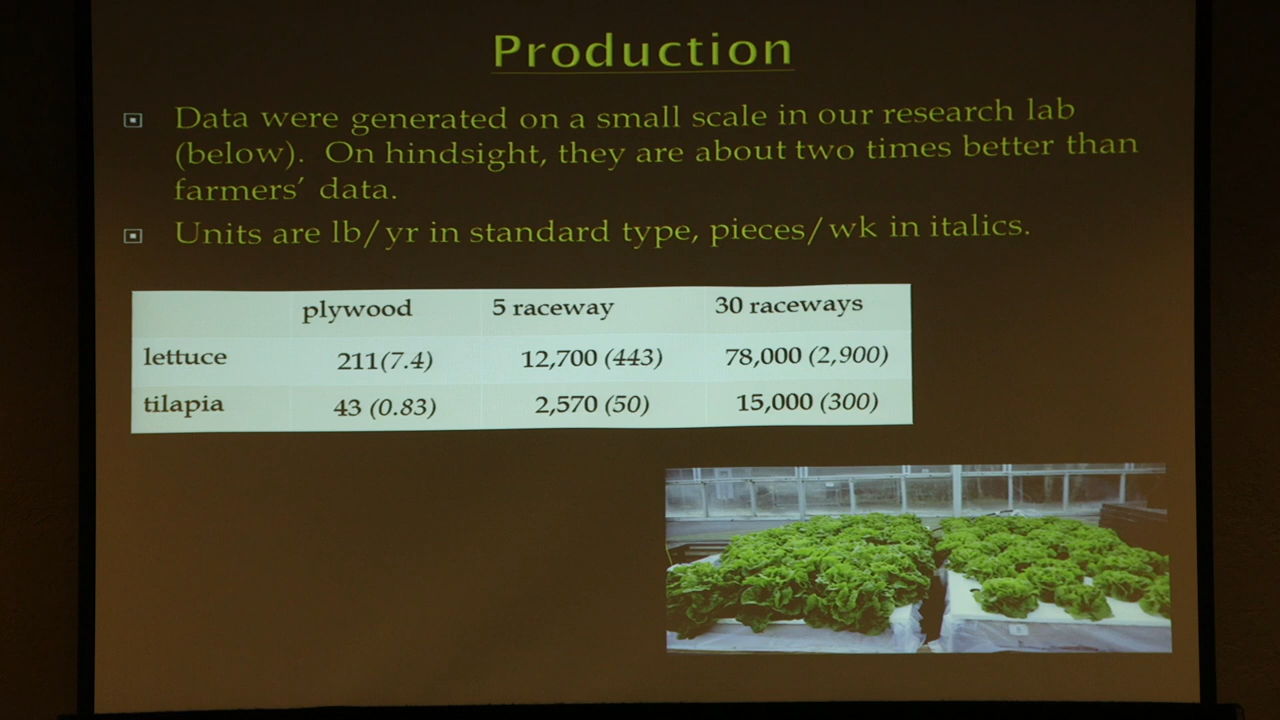 Production
Data were generated on a small scale in our research lab
(below). On hindsight, they are about two times better than
farmers' data.
Units are lb/yr in standard type, pieces/wk in italics.
plywood 5 raceway 30 raceways
lettuce 211(7.4) 12,700 (443) 78,000 (2,900)
tilapia 43 (0.83) 2,570 (50) 15,000 (300)